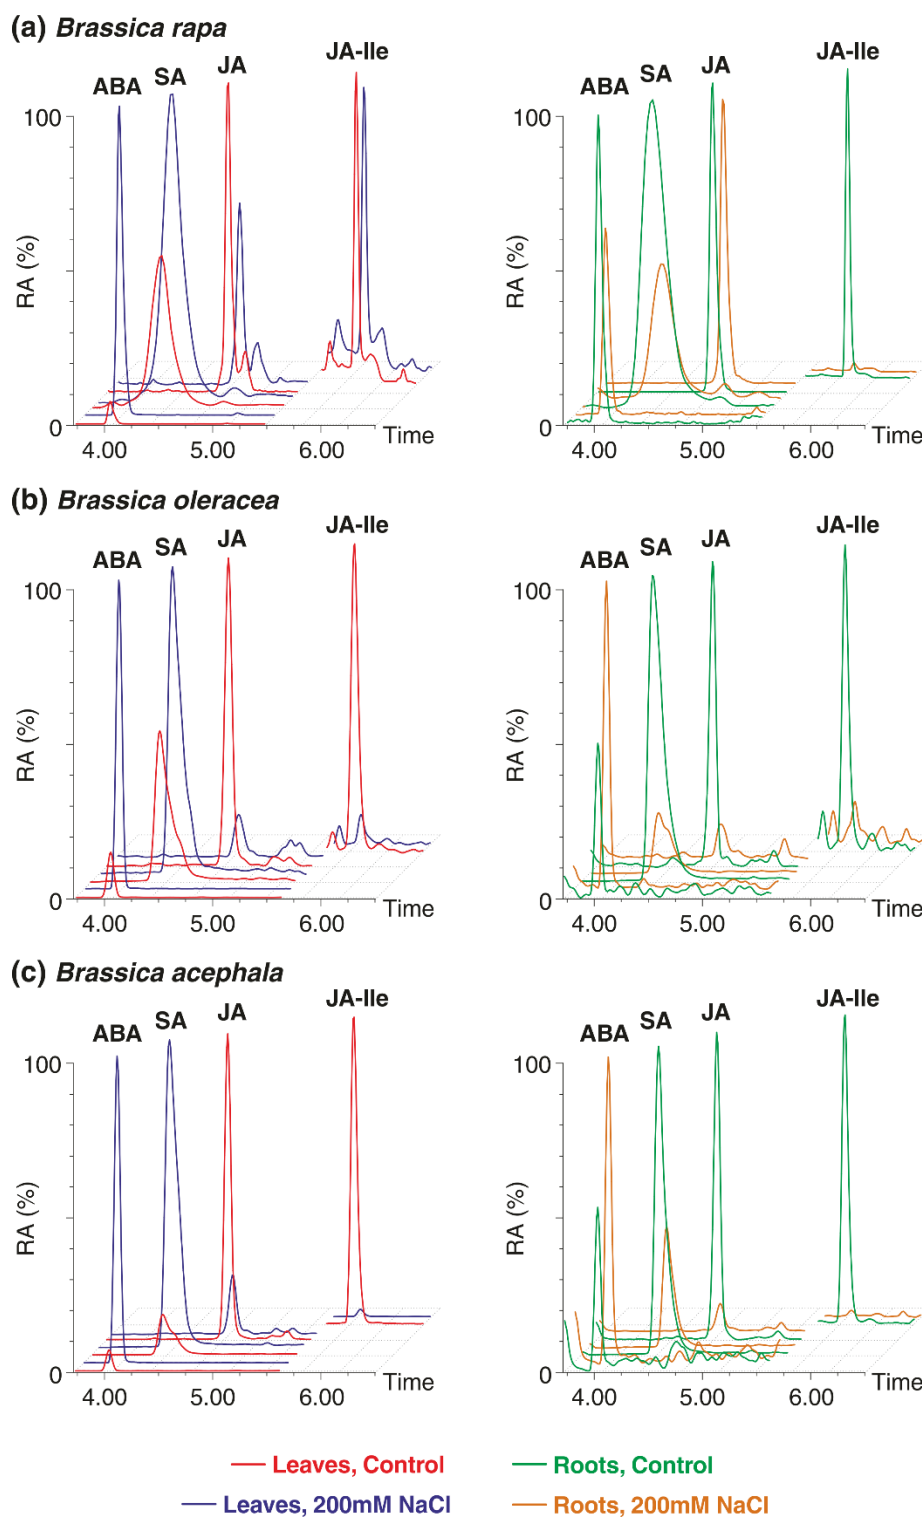 (a) Brassica rapa
ABA SA JA JA-Ile ABA SA JA JA-Ile
100 100
RA (%) RA (%)
0 0
4.00 5.00 6.00 Time 4.00 5.00 6.00 Time
(b) Brassica oleracea
ABA SA JA JA-Ile ABA SA JA JA-Ile
100 100
RA (%) RA (%)
0 0
4.00 5.00 6.00 Time 4.00 5.00 6.00 Time
(c) Brassica acephala
ABA SA JA JA-Ile ABA SA JA JA-Ile
100 100
RA (%) RA (%)
0 0
4.00 5.00 6.00 Time 4.00 5.00 6.00 Time
Leaves, Control Roots, Control
Leaves, 200mM NaCl Roots, 200mM NaCl